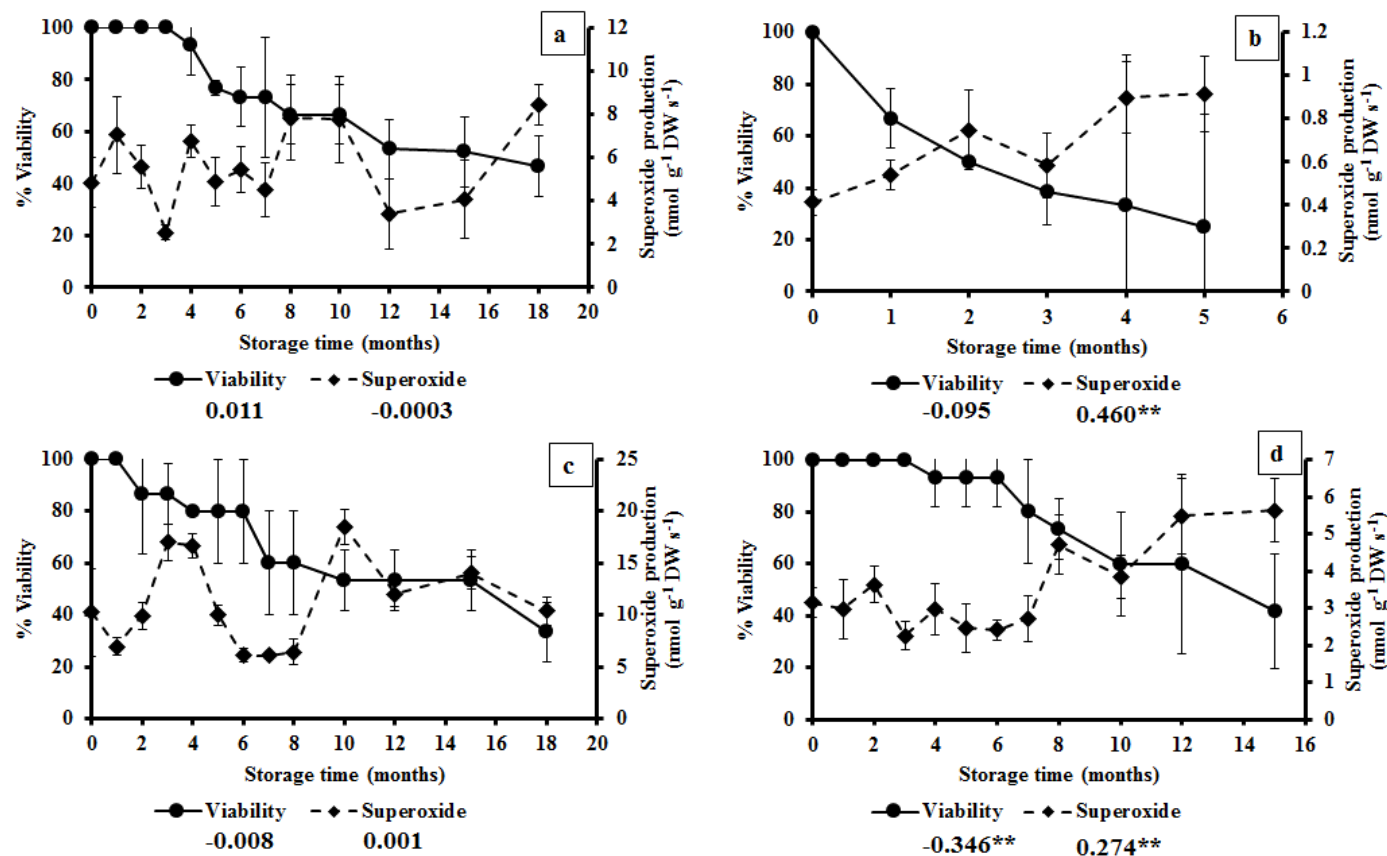 a
100
80
60
40
20
0
% Viability
12
10
8
6
4
2
0
Superoxide production
(nmol g⁻¹ DW s⁻¹)
0 2 4 6 8 10 12 14 16 18 20
Storage time (months)
Viability Superoxide
0.011 -0.0003
b
100
80
60
40
20
0
% Viability
1.2
1
0.8
0.6
0.4
0.2
0
Superoxide production
(nmol g⁻¹ DW s⁻¹)
0 1 2 3 4 5 6
Storage time (months)
Viability Superoxide
-0.095 0.460**
c
100
80
60
40
20
0
% Viability
25
20
15
10
5
0
Superoxide production
(nmol g⁻¹ DW s⁻¹)
0 2 4 6 8 10 12 14 16 18 20
Storage time (months)
Viability Superoxide
-0.008 0.001
d
100
80
60
40
20
0
% Viability
7
6
5
4
3
2
1
0
Superoxide production
(nmol g⁻¹ DW s⁻¹)
0 2 4 6 8 10 12 14 16
Storage time (months)
Viability Superoxide
-0.346** 0.274**